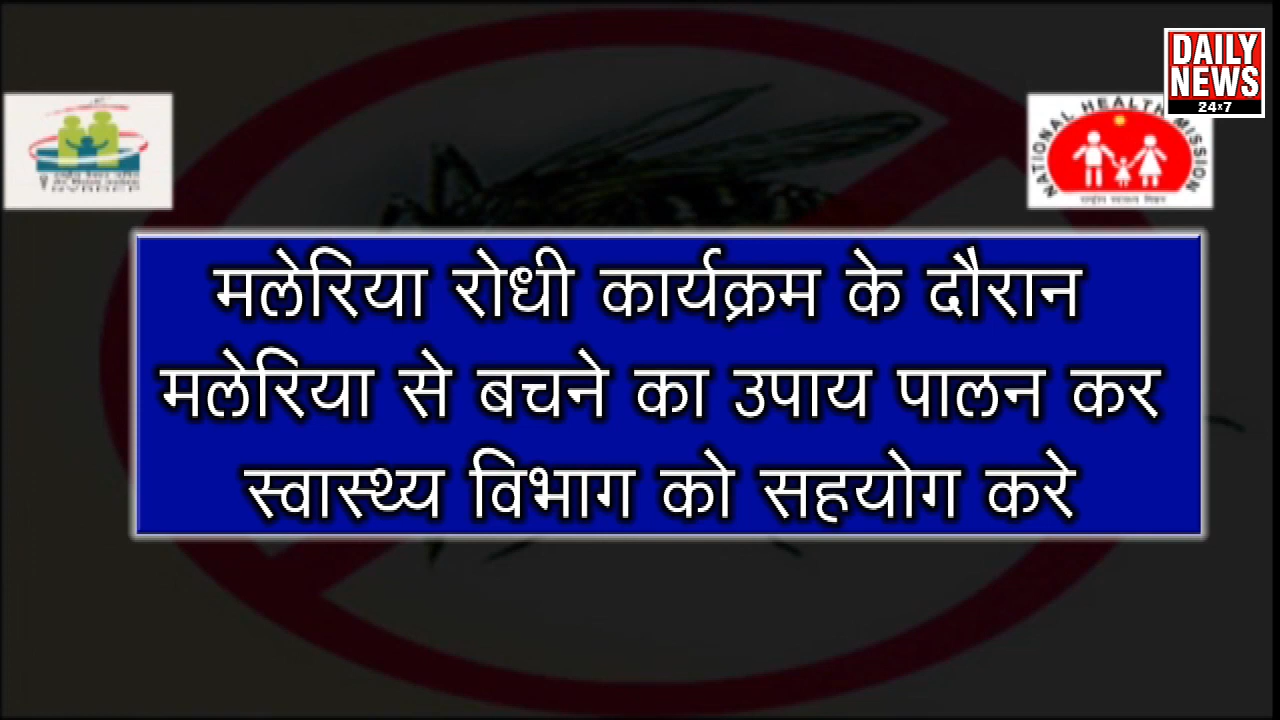 DAILY
NEWS
24x7
NATIONAL HEALTH MISSION
मलेरिया रोधी कार्यक्रम के दौरान
मलेरिया से बचने का उपाय पालन कर
स्वास्थ्य विभाग को सहयोग करे